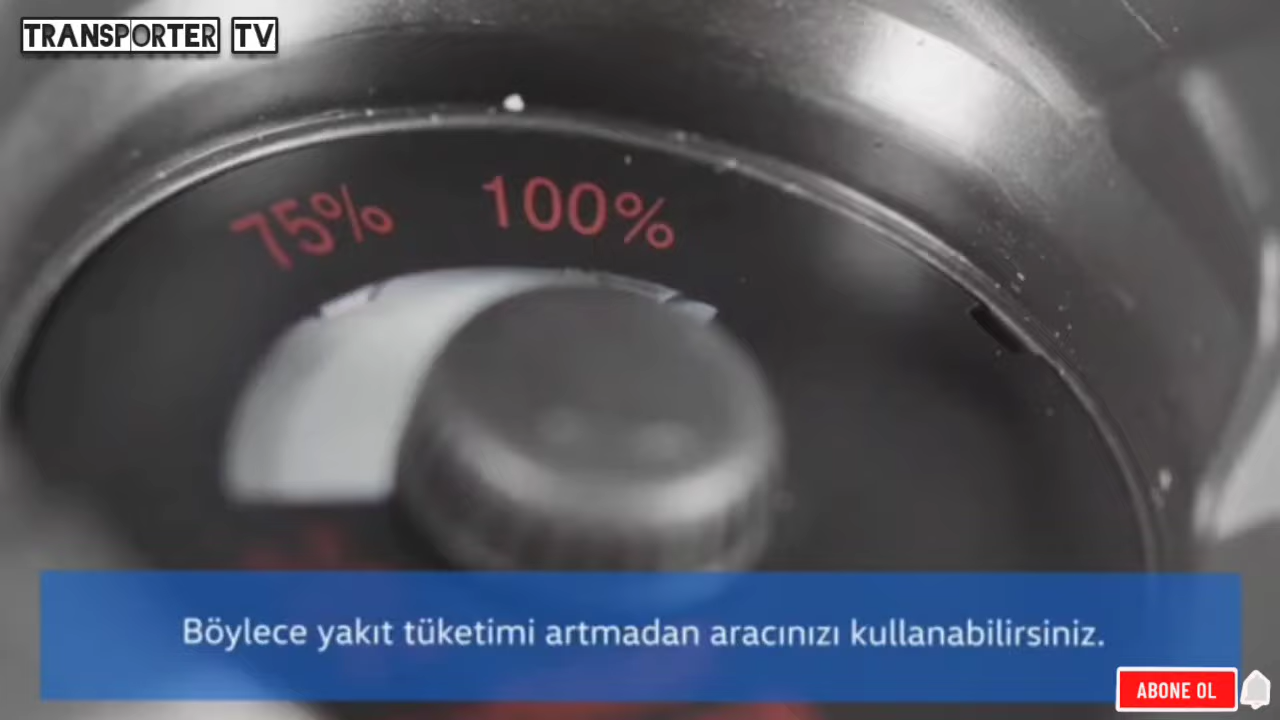 TRANSPORTER TV
75% 100%
Böylece yakıt tüketimi artmadan aracınızı kullanabilirsiniz.
ABONE OL